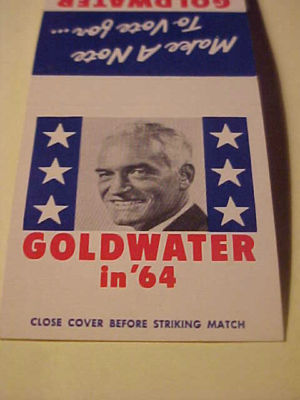 GOLDWATER
Make A Note
To Vote for...
GOLDWATER
in '64
CLOSE COVER BEFORE STRIKING MATCH